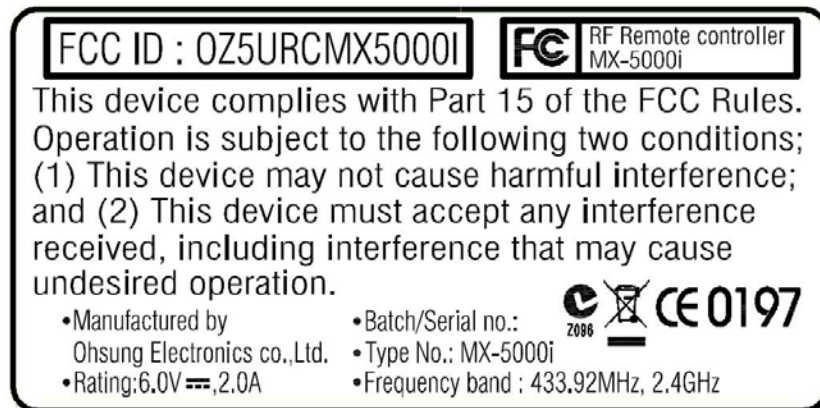 FCC ID : OZ5URCMX5000I
FC RF Remote controller
MX-5000i
This device complies with Part 15 of the FCC Rules.
Operation is subject to the following two conditions;
(1) This device may not cause harmful interference;
and (2) This device must accept any interference
received, including interference that may cause
undesired operation.
•Manufactured by
Ohsung Electronics co.,Ltd.
•Rating:6.0V ⎓,2.0A
•Batch/Serial no.:
•Type No.: MX-5000i
•Frequency band : 433.92MHz, 2.4GHz
Z086
CE 0197